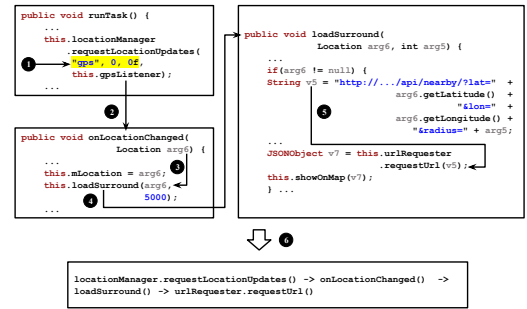 public void runTask() {
...
this.locationManager
.requestLocationUpdates(
"gps", 0, 0f,
this.gpsListener);
...
1
2
public void onLocationChanged(
Location arg6) {
...
3
this.mLocation = arg6;
this.loadSurround(arg6,
4
5000);
...
public void loadSurround(
Location arg6, int arg5) {
...
if(arg6 != null) {
String v5 = "http://.../api/nearby/?lat=" +
arg6.getLatitude() +
5
"&lon=" +
arg6.getLongitude() +
"&radius=" + arg5;
...
JSONObject v7 = this.urlRequester
.requestUrl(v5);
this.showOnMap(v7);
} ...
6
locationManager.requestLocationUpdates() -> onLocationChanged() ->
loadSurround() -> urlRequester.requestUrl()